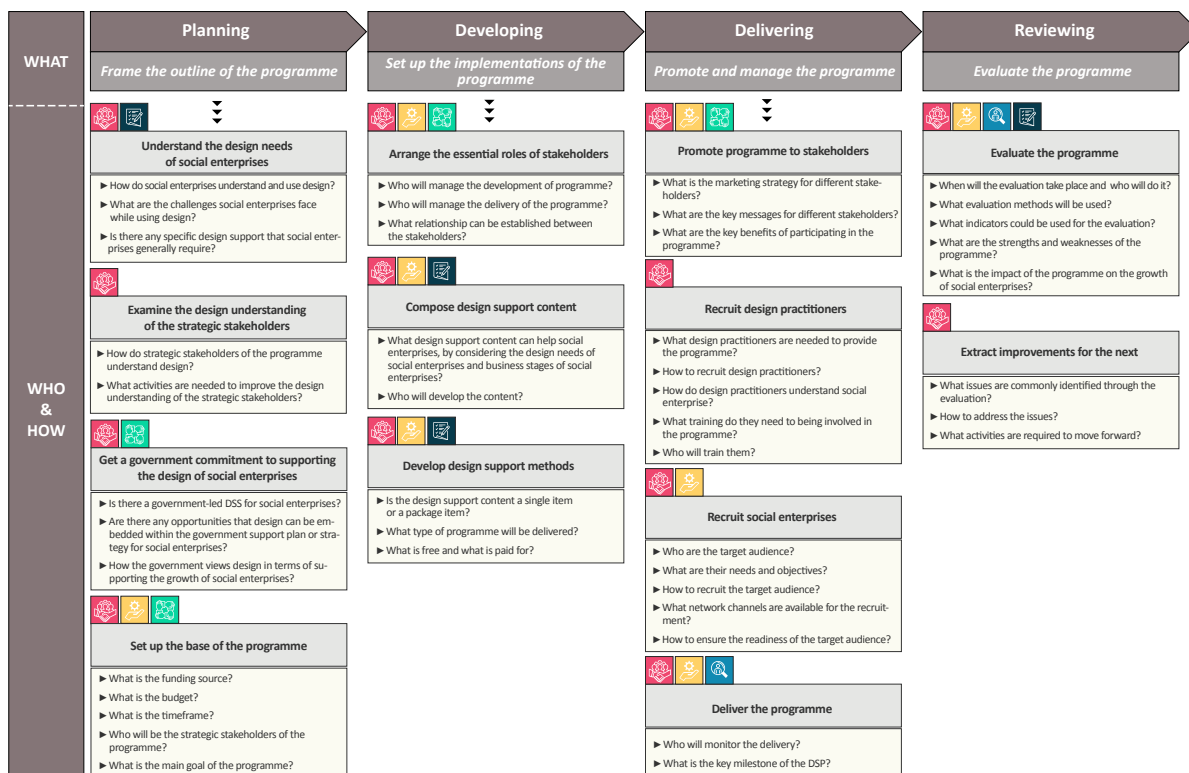 WHAT
WHO
&
HOW
Planning
Frame the outline of the programme
Understand the design needs
of social enterprises
► How do social enterprises understand and use design?
► What are the challenges social enterprises face
while using design?
► Is there any specific design support that social enter-
prises generally require?
Examine the design understanding
of the strategic stakeholders
► How do strategic stakeholders of the programme
understand design?
► What activities are needed to improve the design
understanding of the strategic stakeholders?
Get a government commitment to supporting
the design of social enterprises
► Is there a government-led DSS for social enterprises?
► Are there any opportunities that design can be em-
bedded within the government support plan or stra-
tegy for social enterprises?
► How the government views design in terms of su-
pporting the growth of social enterprises?
Set up the base of the programme
► What is the funding source?
► What is the budget?
► What is the timeframe?
► Who will be the strategic stakeholders of the
programme?
► What is the main goal of the programme?
Developing
Set up the implementations of the
programme
Arrange the essential roles of stakeholders
► Who will manage the development of programme?
► Who will manage the delivery of the programme?
► What relationship can be established between
the stakeholders?
Compose design support content
► What design support content can help social
enterprises, by considering the design needs of
social enterprises and business stages of social
enterprises?
► Who will develop the content?
Develop design support methods
► Is the design support content a single item
or a package item?
► What type of programme will be delivered?
► What is free and what is paid for?
Delivering
Promote and manage the programme
Promote programme to stakeholders
► What is the marketing strategy for different stake-
holders?
► What are the key messages for different stakeholders?
► What are the key benefits of participating in the
programme?
Recruit design practitioners
► What design practitioners are needed to provide
the programme?
► How to recruit design practitioners?
► How do design practitioners understand social
enterprise?
► What training do they need to being involved in
the programme?
► Who will train them?
Recruit social enterprises
► Who are the target audience?
► What are their needs and objectives?
► How to recruit the target audience?
► What network channels are available for the recruit-
ment?
► How to ensure the readiness of the target audience?
Deliver the programme
► Who will monitor the delivery?
► What is the key milestone of the DSP?
Reviewing
Evaluate the programme
Evaluate the programme
► When will the evaluation take place and who will do it?
► What evaluation methods will be used?
► What indicators could be used for the evaluation?
► What are the strengths and weaknesses of the
programme?
► What is the impact of the programme on the growth
of social enterprises?
Extract improvements for the next
► What issues are commonly identified through the
evaluation?
► How to address the issues?
► What activities are required to move forward?